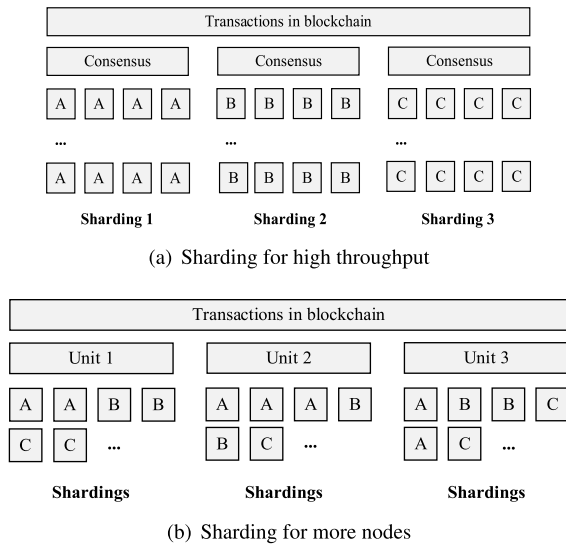 Transactions in blockchain
Consensus Consensus Consensus
A A A A B B B B C C C C
... ... ...
A A A A B B B B C C C C
Sharding 1 Sharding 2 Sharding 3
(a) Sharding for high throughput
Transactions in blockchain
Unit 1 Unit 2 Unit 3
A A B B A A A B A B B C
C C ... B C ... A C ...
Shardings Shardings Shardings
(b) Sharding for more nodes